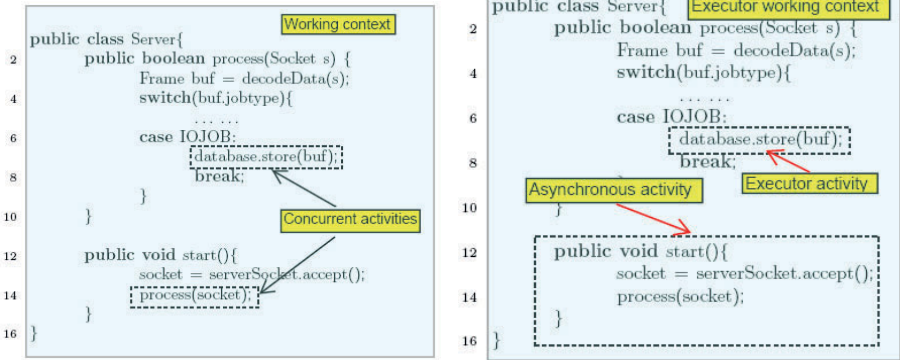 Working context
public class Server{
2 public boolean process(Socket s) {
Frame buf = decodeData(s);
4 switch(buf.jobtype){
... ...
6 case IOJOB:
database.store(buf);
8 break;
}
10 }
Concurrent activities
12 public void start(){
socket = serverSocket.accept();
14 process(socket);
}
16 }
public class Server{ Executor working context
2 public boolean process(Socket s) {
Frame buf = decodeData(s);
4 switch(buf.jobtype){
... ...
6 case IOJOB:
database.store(buf);
8 break;
Asynchronous activity Executor activity
10 }
12 public void start(){
socket = serverSocket.accept();
14 process(socket);
}
16 }